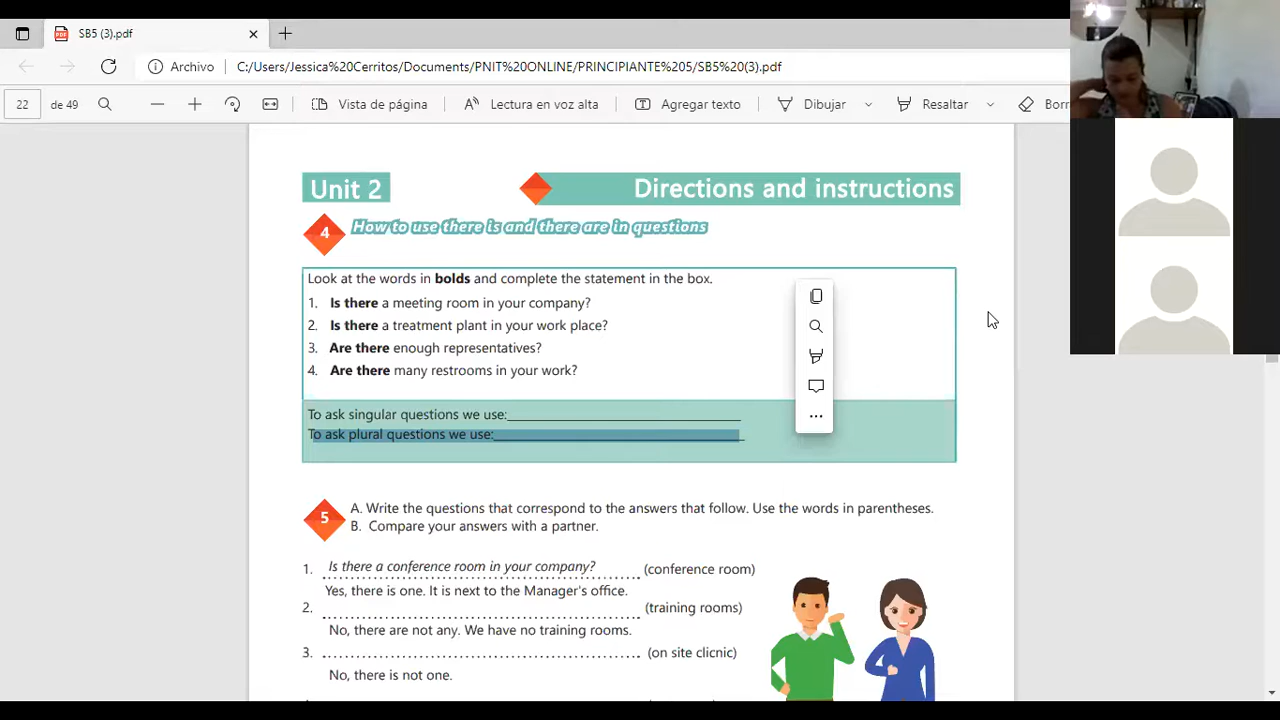 SB5 (3).pdf
Archivo
C:/Users/Jessica%20Cerritos/Documents/PNIT%20ONLINE/PRINCIPIANTE%205/SB5%20(3).pdf
22
de 49
Vista de página
Lectura en voz alta
Agregar texto
Dibujar
Resaltar
Borr
Unit 2
Directions and instructions
4
How to use there is and there are in questions
Look at the words in bolds and complete the statement in the box.
1. Is there a meeting room in your company?
2. Is there a treatment plant in your work place?
3. Are there enough representatives?
4. Are there many restrooms in your work?
To ask singular questions we use:
To ask plural questions we use:
5
A. Write the questions that correspond to the answers that follow. Use the words in parentheses.
B. Compare your answers with a partner.
1. Is there a conference room in your company? (conference room)
Yes, there is one. It is next to the Manager's office.
2. (training rooms)
No, there are not any. We have no training rooms.
3. (on site clicnic)
No, there is not one.